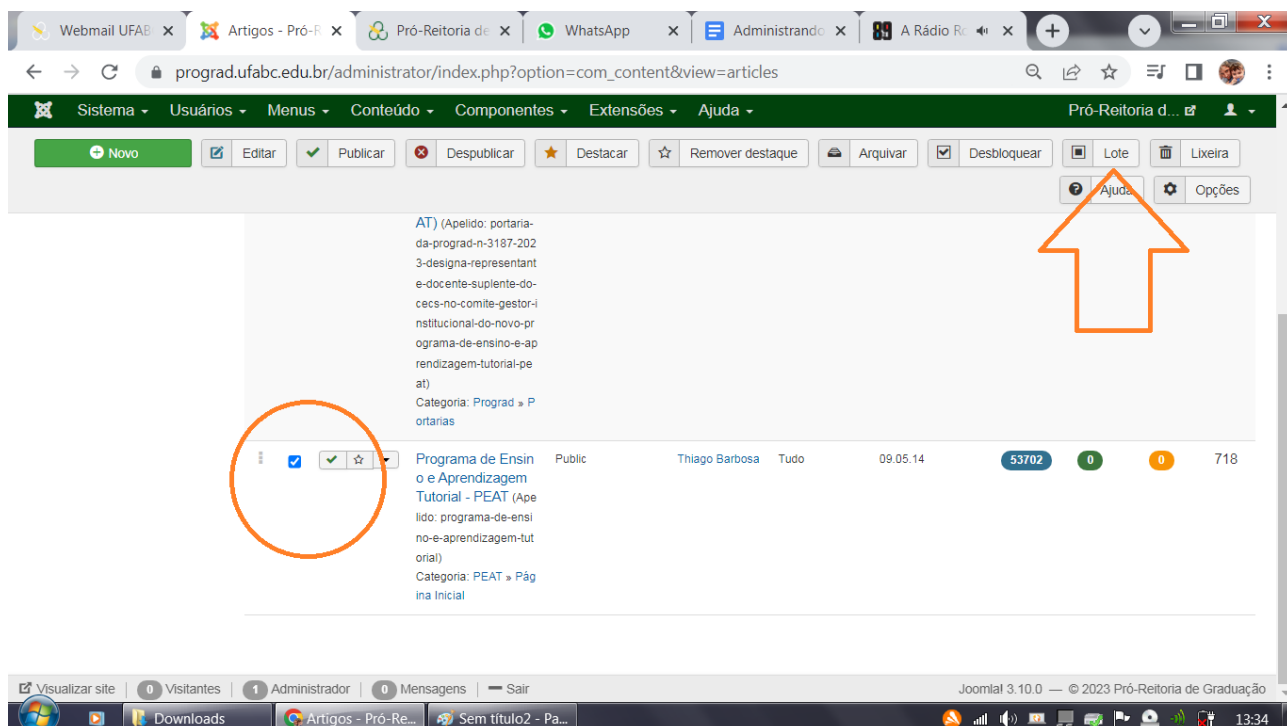 Webmail UFAB
Artigos - Pró-R
Pró-Reitoria de
WhatsApp
Administrando
A Rádio Ro
prograd.ufabc.edu.br/administrator/index.php?option=com_content&view=articles
Sistema Usuários Menus Conteúdo Componentes Extensões Ajuda Pró-Reitoria d...
Novo Editar Publicar Despublicar Destacar Remover destaque Arquivar Desbloquear Lote Lixeira
Ajuda Opções
AT) (Apelido: portaria-
da-prograd-n-3187-202
3-designa-representant
e-docente-suplente-do-
cecs-no-comite-gestor-i
nstitucional-do-novo-pr
ograma-de-ensino-e-ap
rendizagem-tutorial-pe
at)
Categoria: Prograd » P
ortarias
Programa de Ensin Public Thiago Barbosa Tudo 09.05.14 53702 0 0 718
o e Aprendizagem
Tutorial - PEAT (Ape
lido: programa-de-ensi
no-e-aprendizagem-tut
orial)
Categoria: PEAT » Pág
ina Inicial
Visualizar site 0 Visitantes 1 Administrador 0 Mensagens Sair Joomla! 3.10.0 — © 2023 Pró-Reitoria de Graduação
Downloads Artigos - Pró-Re... Sem título2 - Pa... 13:34